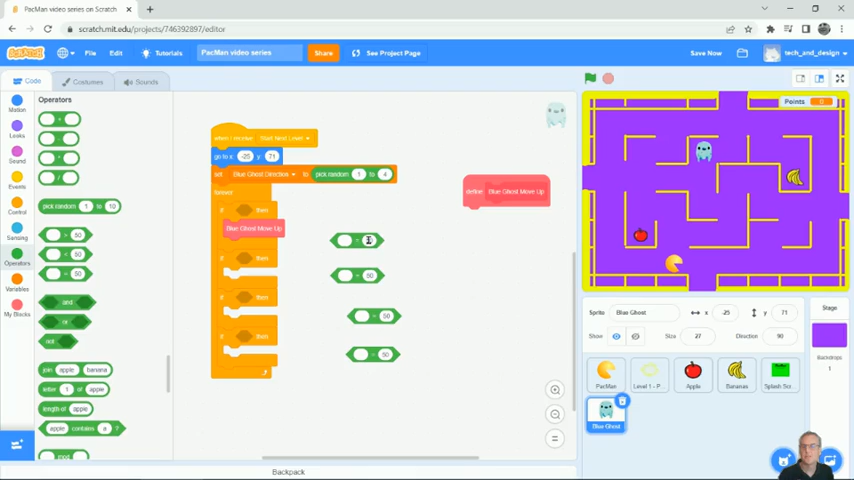 PacMan video series on Scratch
scratch.mit.edu/projects/746392897/editor
SCRATCH
File
Edit
Tutorials
PacMan video series
Share
See Project Page
Save Now
tech_and_design
Code
Costumes
Sounds
Motion
Looks
Sound
Events
Control
Sensing
Operators
Variables
My Blocks
Operators
+
-
*
/
pick random 1 to 10
> 50
< 50
= 50
and
or
not
join apple banana
letter 1 of apple
length of apple
apple contains a ?
mod
when I receive Start Next Level
go to x: -25 y: 71
set Blue Ghost Direction to pick random 1 to 4
forever
if then
Blue Ghost Move Up
if then
if then
if then
=
= 50
= 50
= 50
define Blue Ghost Move Up
Points 0
Sprite Blue Ghost x -25 y 71
Show Size 27 Direction 90
Stage
Backdrops
1
PacMan
Level 1 - P...
Apple
Bananas
Splash Scr...
Blue Ghost
Backpack